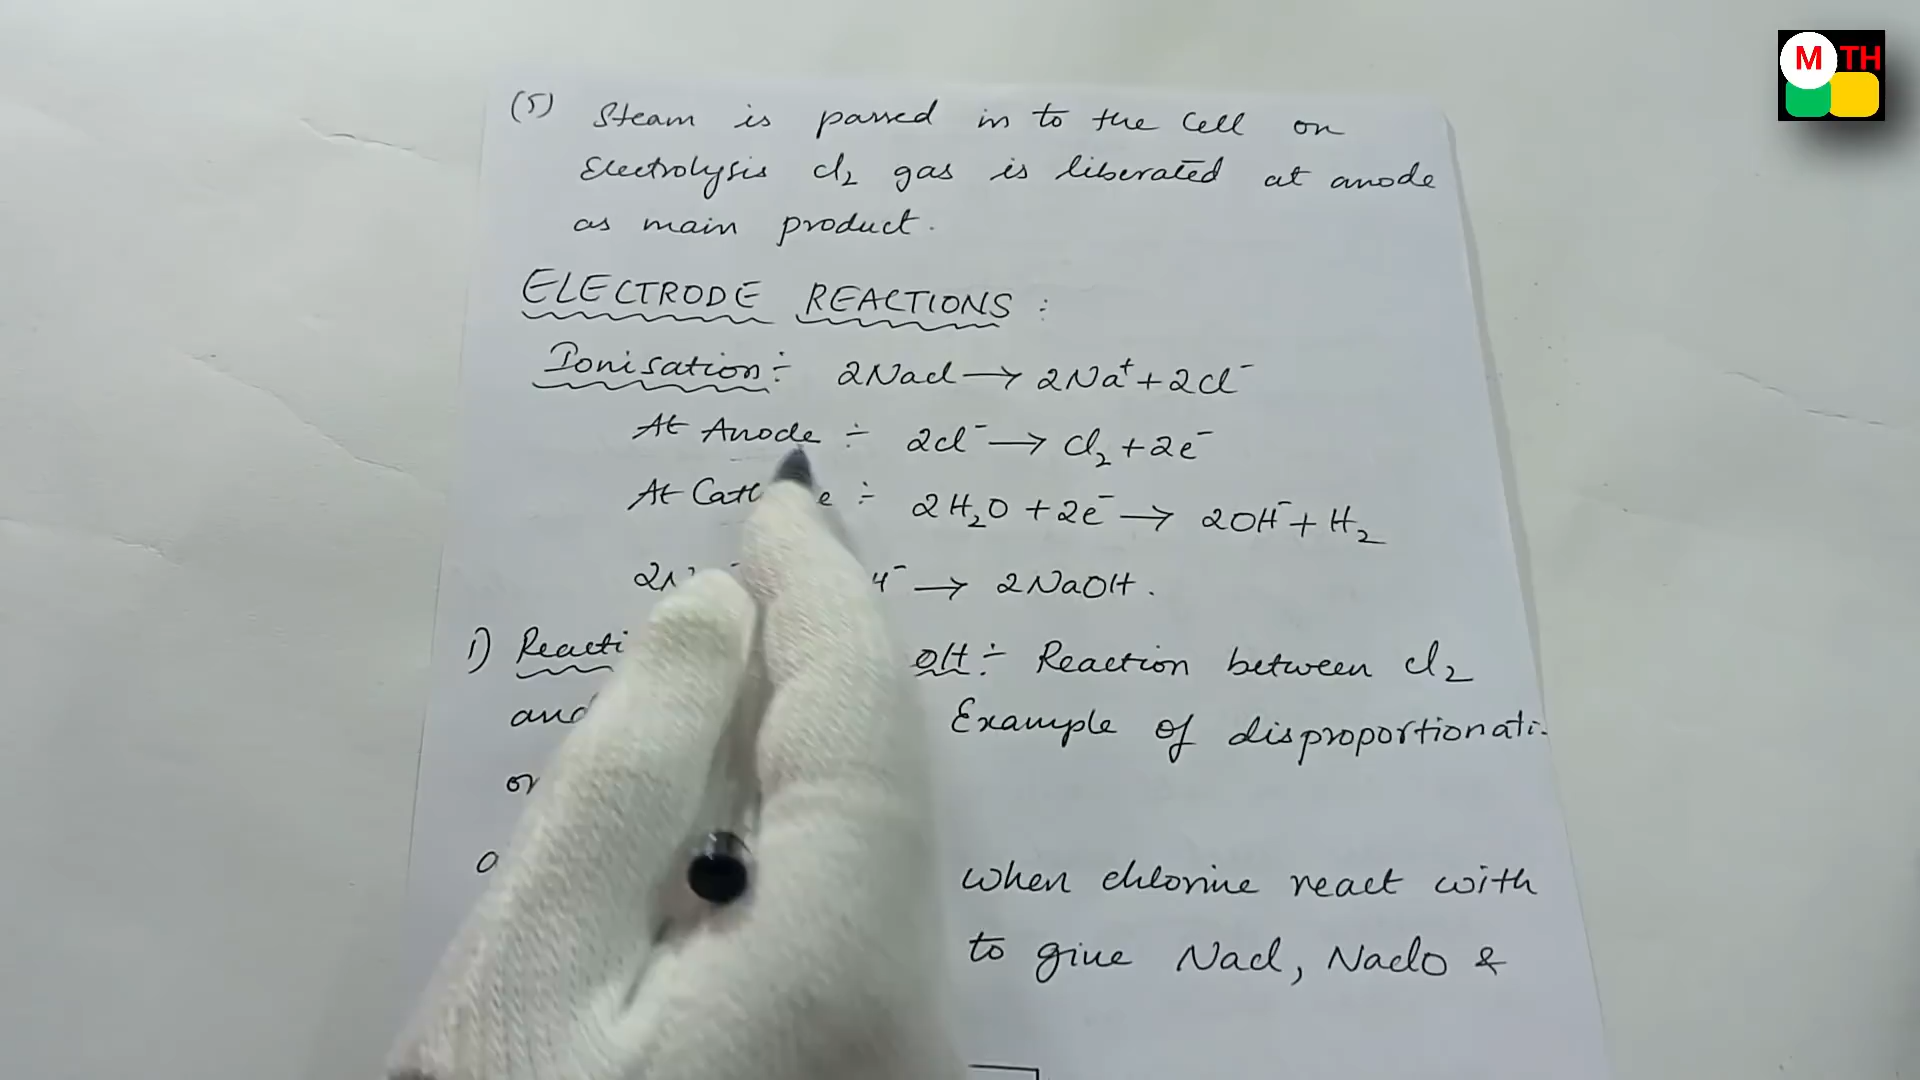 M TH
(5) Steam is passed in to the cell on
Electrolysis Cl₂ gas is liberated at anode
as main product.
ELECTRODE REACTIONS :
Ionisation ÷ 2NaCl → 2Na⁺ + 2Cl⁻
At Anode ÷ 2Cl⁻ → Cl₂ + 2e⁻
At ÷ 2H₂O + 2e⁻ → 2OH⁻ + H₂
→ 2NaOH.
1) OH ÷ Reaction between Cl₂
and Example of disproportionati-
when chlorine react with
to give NaCl, NaClO &